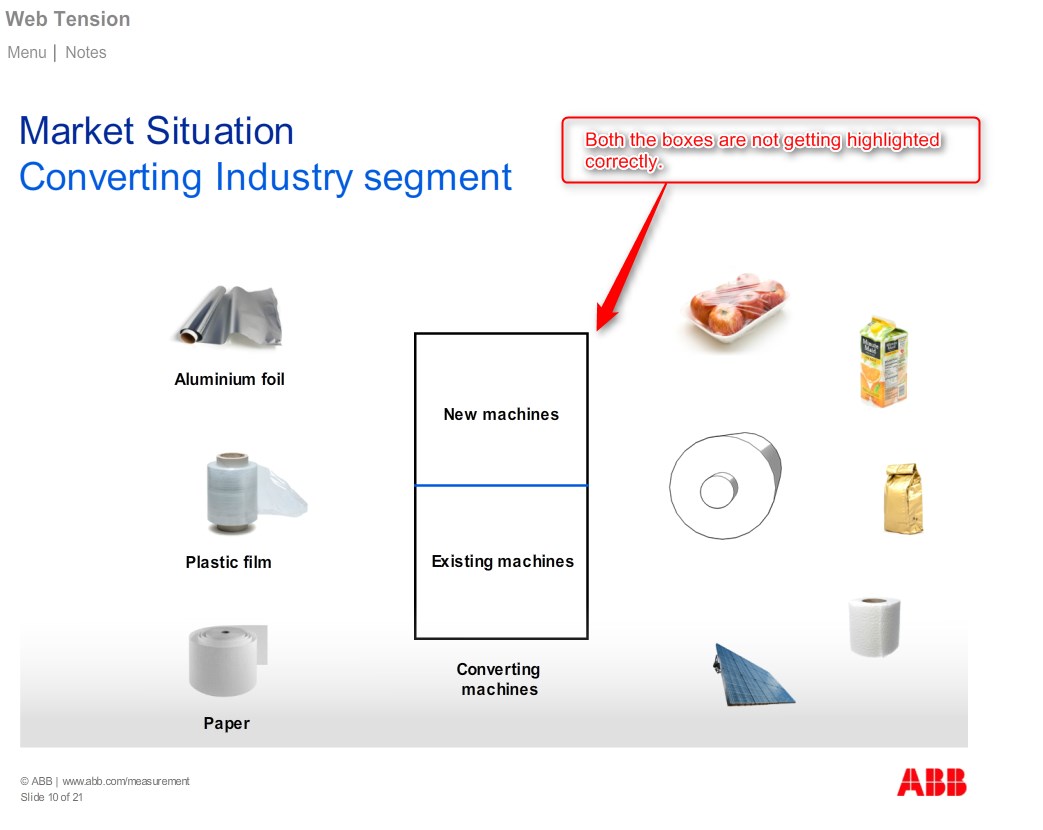 Web Tension
Menu | Notes
Market Situation
Converting Industry segment
Both the boxes are not getting highlighted
correctly.
Aluminium foil
New machines
Minute
Maid
Plastic film
Existing machines
Paper
Converting
machines
© ABB | www.abb.com/measurement
Slide 10 of 21
ABB